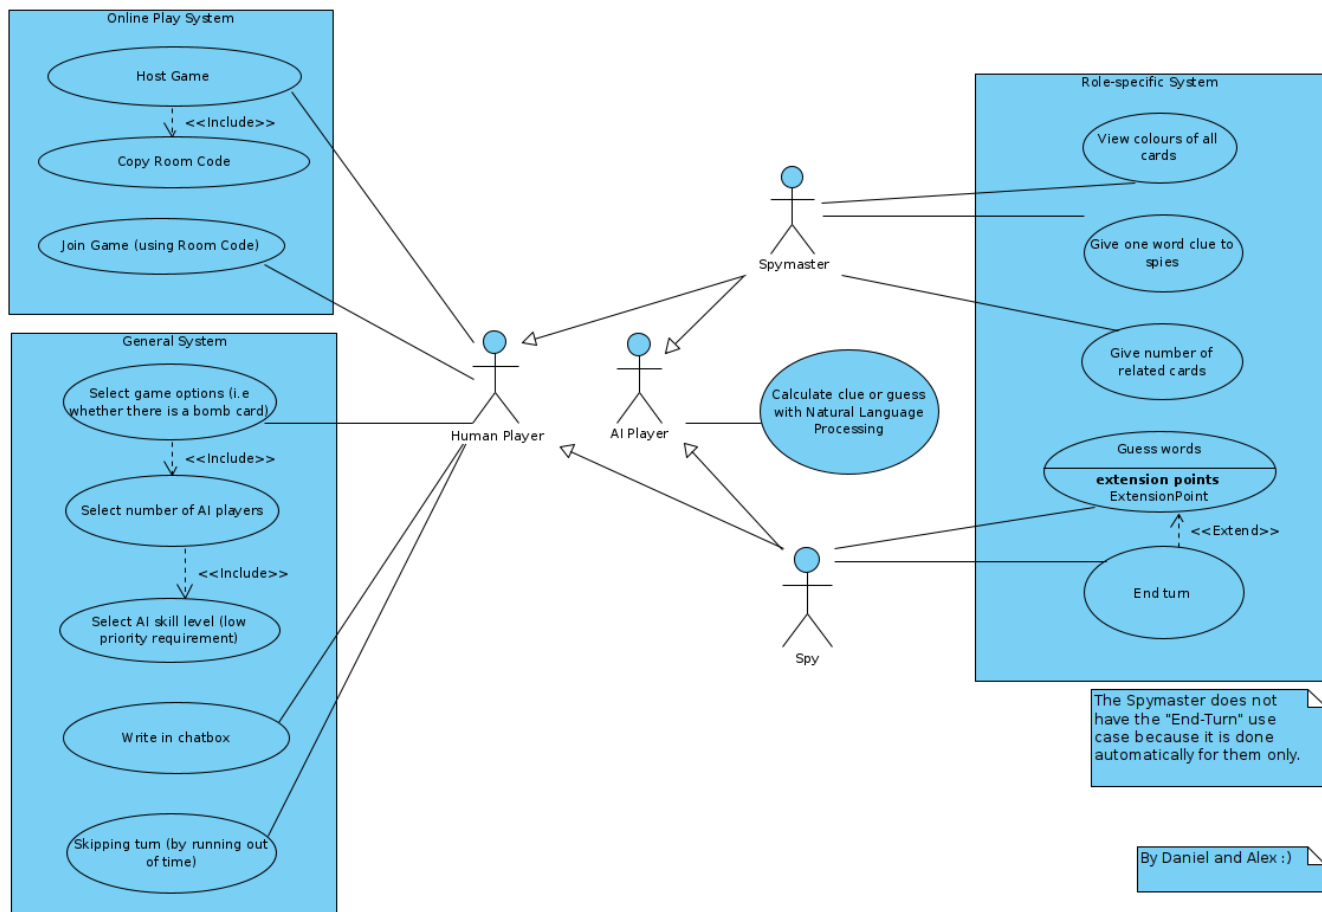 Online Play System
Host Game
<<Include>>
Copy Room Code
Join Game (using Room Code)
General System
Select game options (i.e
whether there is a bomb card)
<<Include>>
Select number of AI players
<<Include>>
Select AI skill level (low
priority requirement)
Write in chatbox
Skipping turn (by running out
of time)
Human Player
AI Player
Spymaster
Calculate clue or guess
with Natural Language
Processing
Spy
Role-specific System
View colours of all
cards
Give one word clue to
spies
Give number of
related cards
Guess words
extension points
ExtensionPoint
<<Extend>>
End turn
The Spymaster does not
have the "End-Turn" use
case because it is done
automatically for them only.
By Daniel and Alex :)